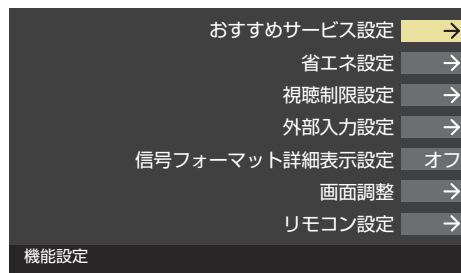 おすすめサービス設定 →
省エネ設定 →
視聴制限設定 →
外部入力設定 →
信号フォーマット詳細表示設定 オフ
画面調整 →
リモコン設定 →
機能設定